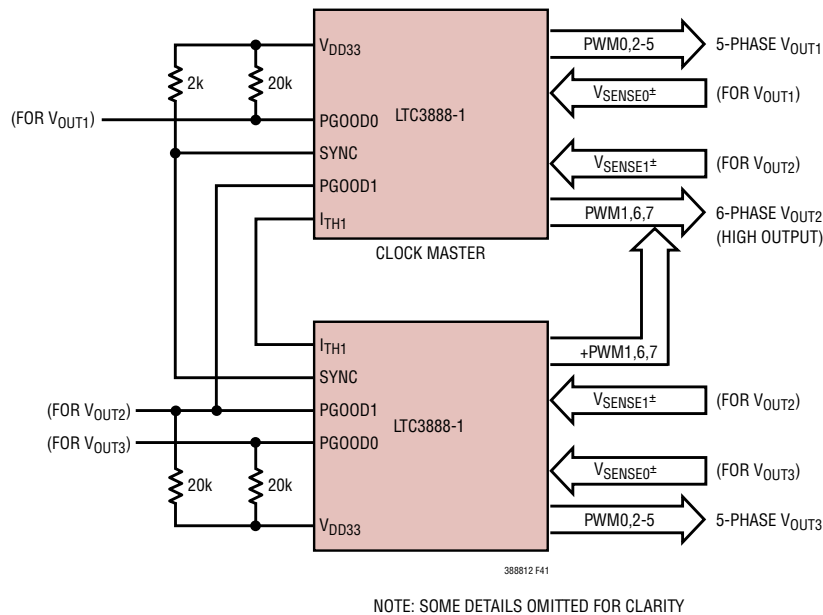 VDD33
PWM0,2-5
5-PHASE VOUT1
2k
20k
VSENSE0±
(FOR VOUT1)
(FOR VOUT1)
PGOOD0
LTC3888-1
SYNC
VSENSE1±
(FOR VOUT2)
PGOOD1
ITH1
PWM1,6,7
6-PHASE VOUT2
(HIGH OUTPUT)
CLOCK MASTER
ITH1
+PWM1,6,7
SYNC
(FOR VOUT2)
PGOOD1
LTC3888-1
VSENSE1±
(FOR VOUT2)
(FOR VOUT3)
PGOOD0
20k
20k
VSENSE0±
(FOR VOUT3)
VDD33
PWM0,2-5
5-PHASE VOUT3
388812 F41
NOTE: SOME DETAILS OMITTED FOR CLARITY